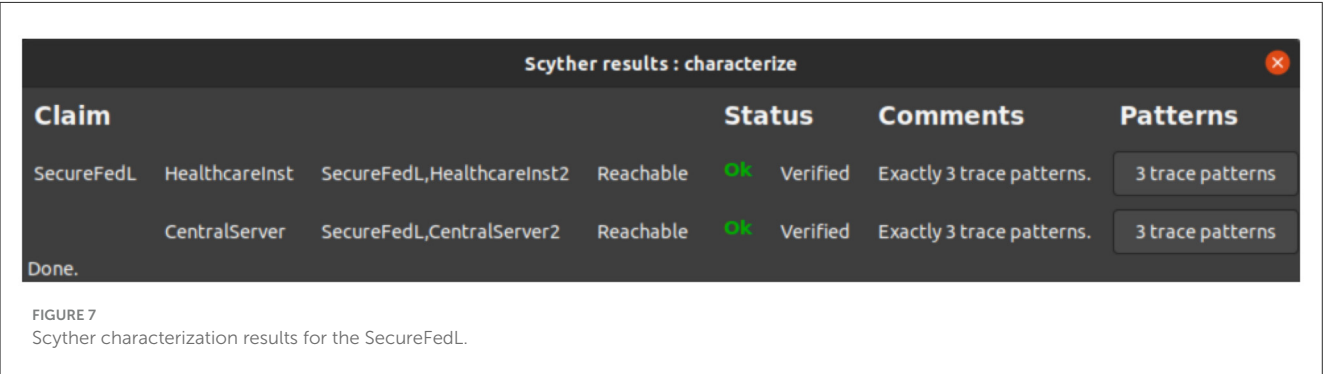 Scyther results : characterize
Claim Status Comments Patterns
SecureFedL HealthcareInst SecureFedL,HealthcareInst2 Reachable Ok Verified Exactly 3 trace patterns. 3 trace patterns
CentralServer SecureFedL,CentralServer2 Reachable Ok Verified Exactly 3 trace patterns. 3 trace patterns
Done.
FIGURE 7
Scyther characterization results for the SecureFedL.